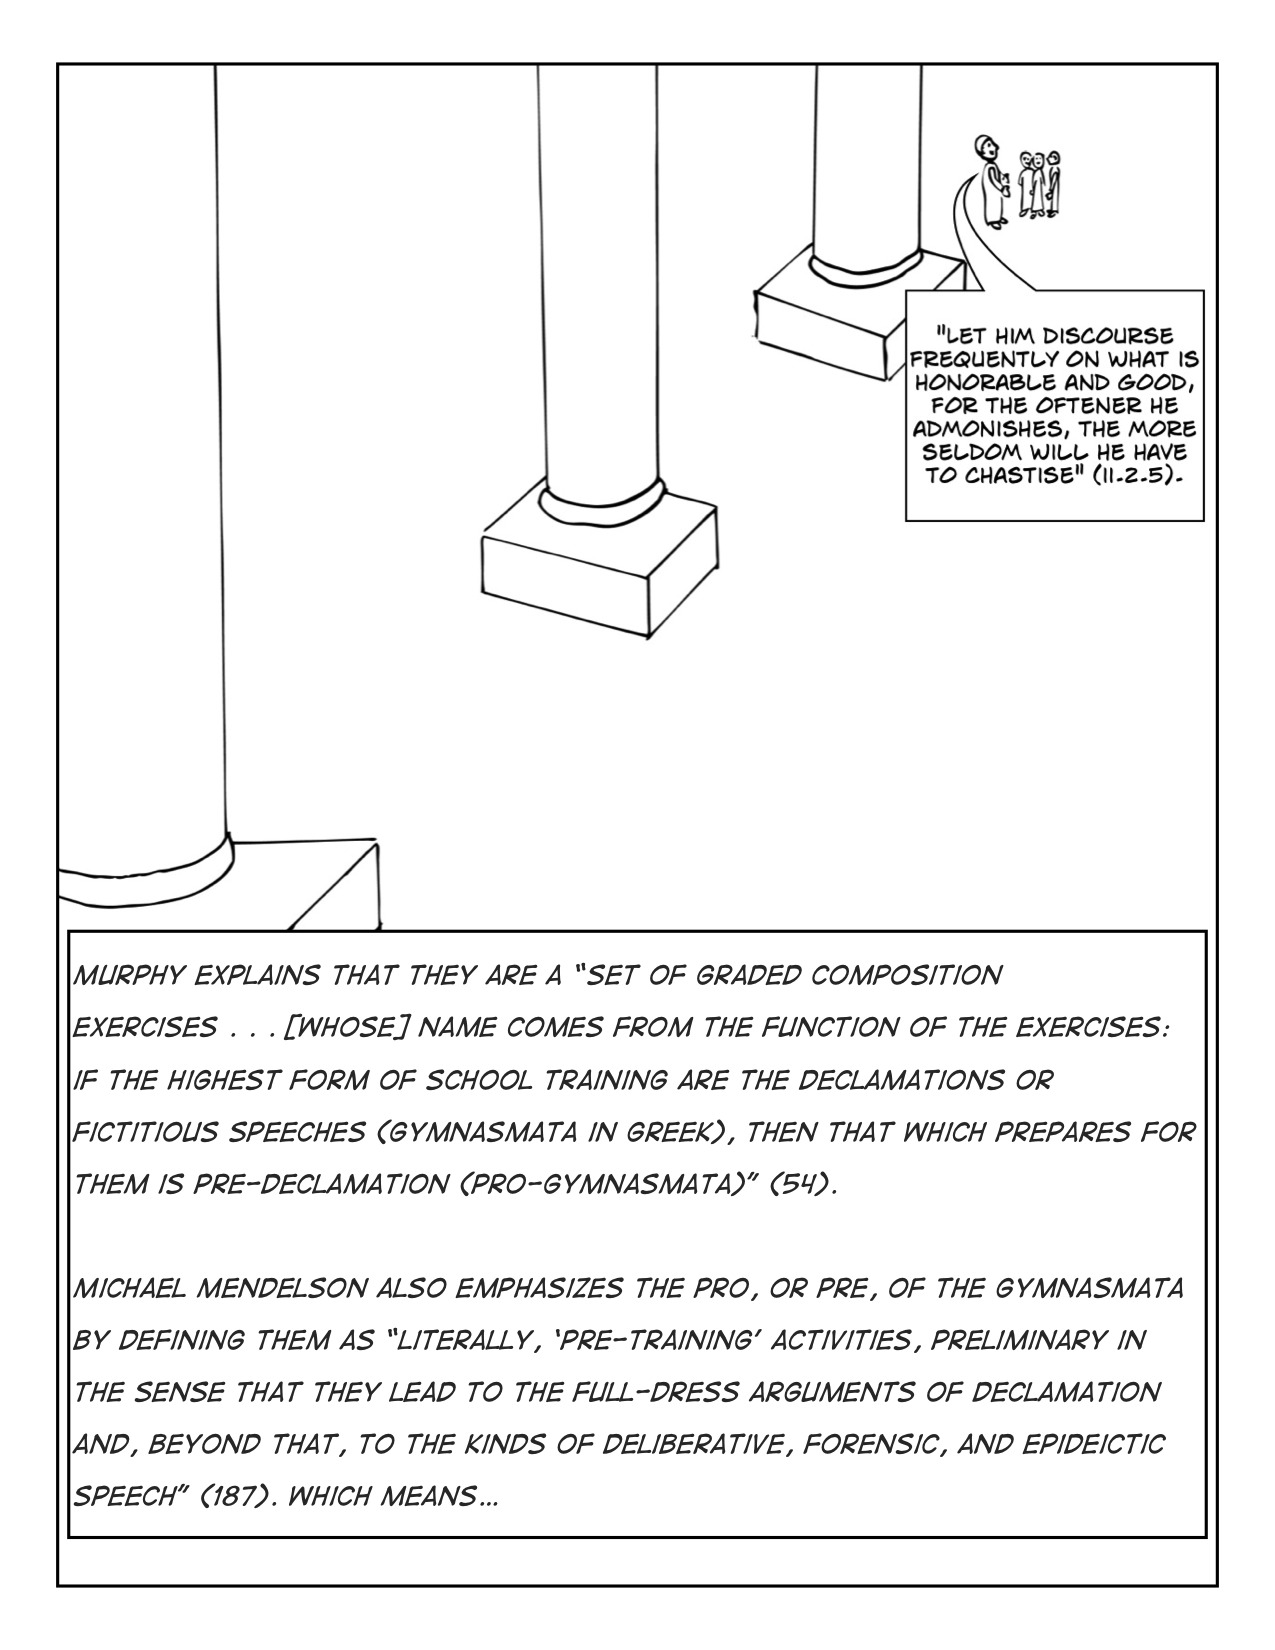 "LET HIM DISCOURSE
FREQUENTLY ON WHAT IS
HONORABLE AND GOOD,
FOR THE OFTENER HE
ADMONISHES, THE MORE
SELDOM WILL HE HAVE
TO CHASTISE" (II.2.5).
MURPHY EXPLAINS THAT THEY ARE A “SET OF GRADED COMPOSITION
EXERCISES . . . [WHOSE] NAME COMES FROM THE FUNCTION OF THE EXERCISES:
IF THE HIGHEST FORM OF SCHOOL TRAINING ARE THE DECLAMATIONS OR
FICTITIOUS SPEECHES (GYMNASMATA IN GREEK), THEN THAT WHICH PREPARES FOR
THEM IS PRE-DECLAMATION (PRO-GYMNASMATA)” (54).
MICHAEL MENDELSON ALSO EMPHASIZES THE PRO, OR PRE, OF THE GYMNASMATA
BY DEFINING THEM AS “LITERALLY, ‘PRE-TRAINING’ ACTIVITIES, PRELIMINARY IN
THE SENSE THAT THEY LEAD TO THE FULL-DRESS ARGUMENTS OF DECLAMATION
AND, BEYOND THAT, TO THE KINDS OF DELIBERATIVE, FORENSIC, AND EPIDEICTIC
SPEECH” (187). WHICH MEANS...